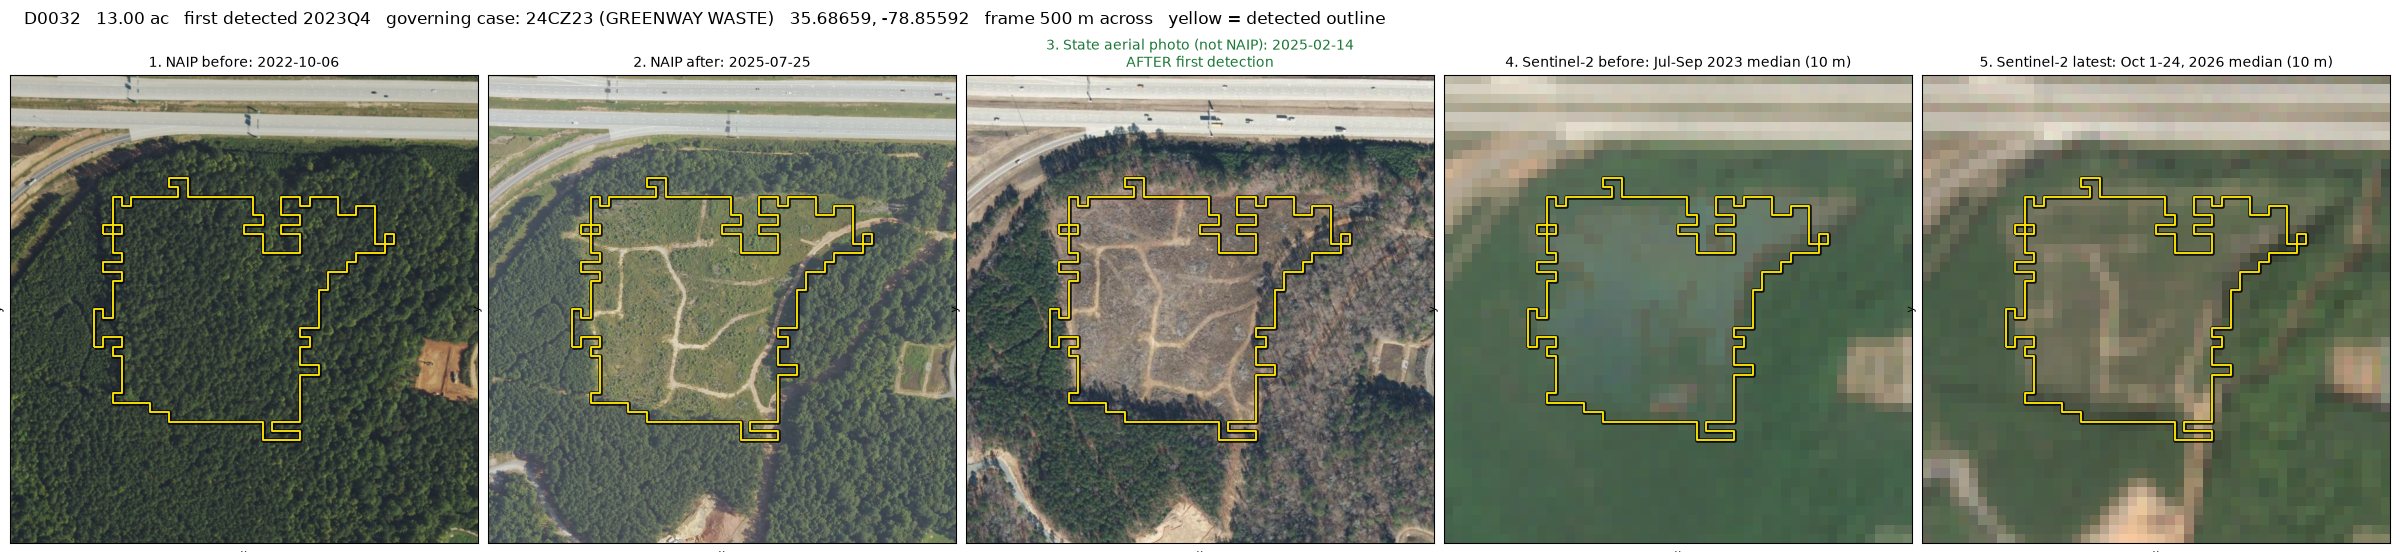 D0032   13.00 ac   first detected 2023Q4   governing case: 24CZ23 (GREENWAY WASTE)   35.68659, -78.85592   frame 500 m across   yellow = detected outline
1. NAIP before: 2022-10-06
2. NAIP after: 2025-07-25
3. State aerial photo (not NAIP): 2025-02-14
AFTER first detection
4. Sentinel-2 before: Jul-Sep 2023 median (10 m)
5. Sentinel-2 latest: Oct 1-24, 2026 median (10 m)